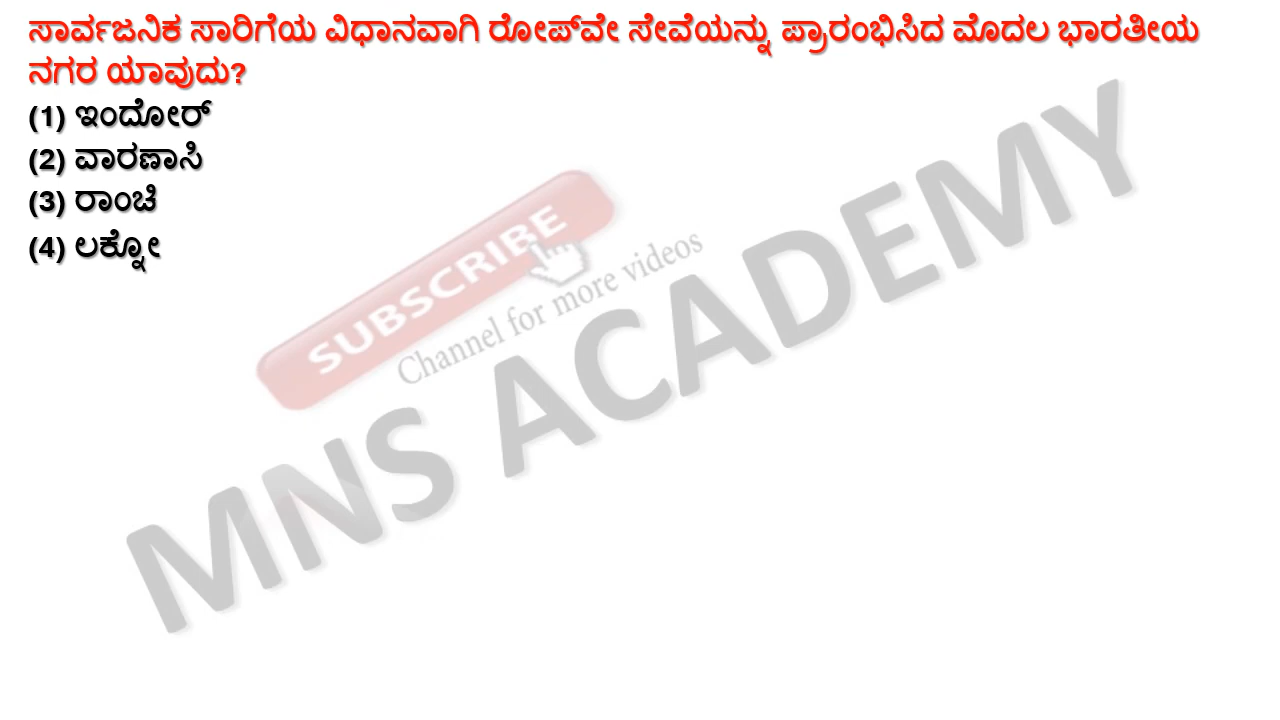 ಸಾರ್ವಜನಿಕ ಸಾರಿಗೆಯ ವಿಧಾನವಾಗಿ ರೋಪ್‌ವೇ ಸೇವೆಯನ್ನು ಪ್ರಾರಂಭಿಸಿದ ಮೊದಲ ಭಾರತೀಯ
ನಗರ ಯಾವುದು?
(1) ಇಂದೋರ್
(2) ವಾರಣಾಸಿ
(3) ರಾಂಚಿ
(4) ಲಕ್ನೋ
SUBSCRIBE
Channel for more videos
MNS ACADEMY